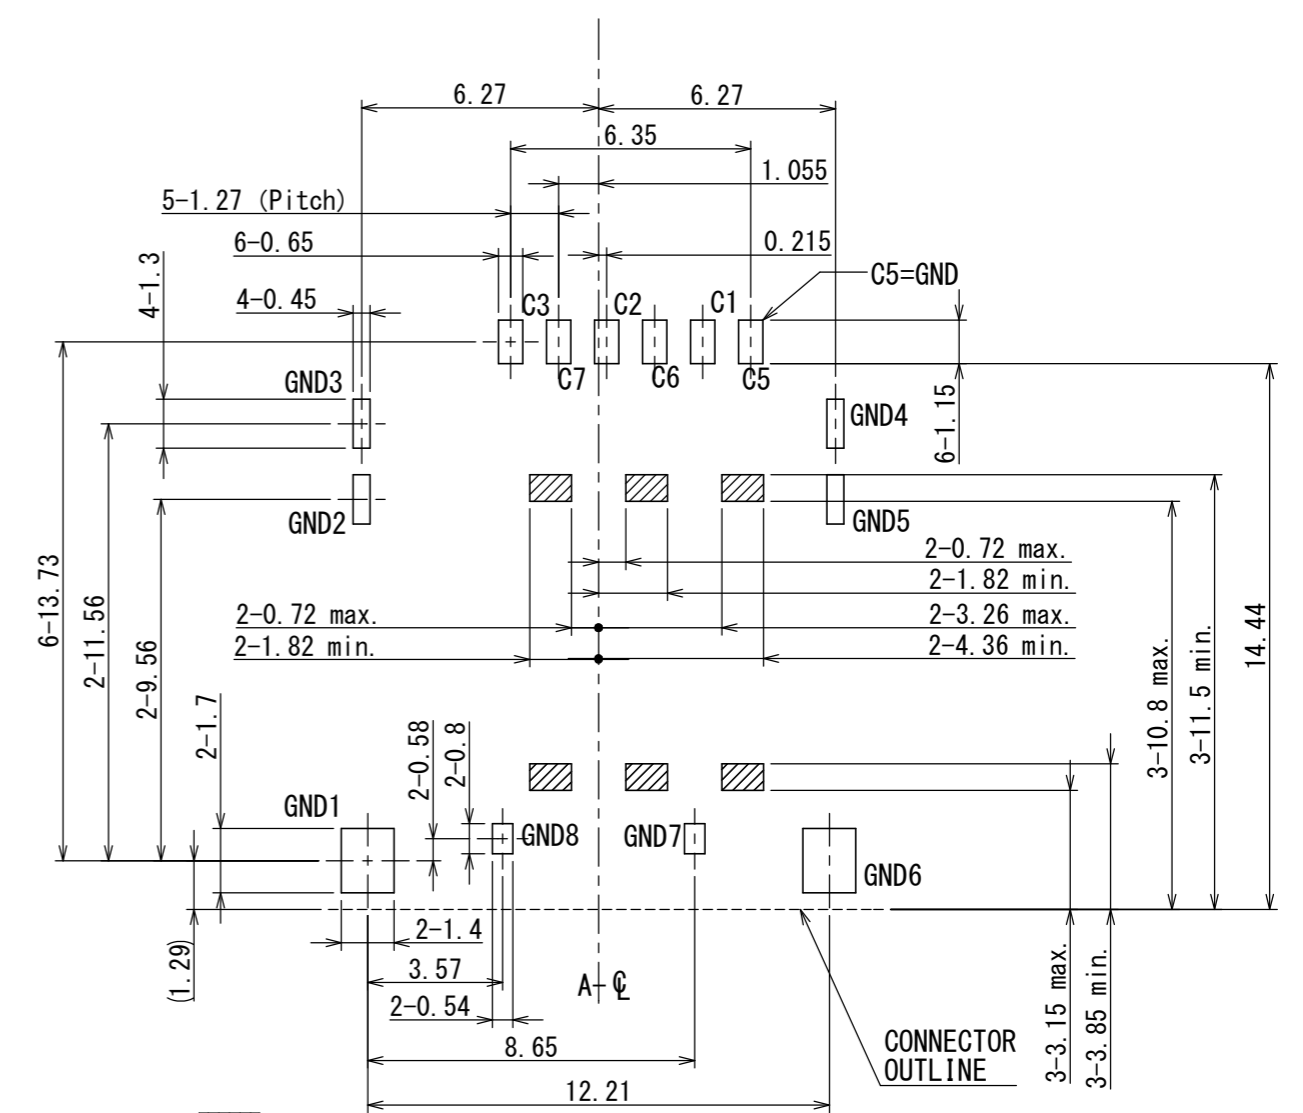 6.27
6.27
6.35
1.055
5-1.27 (Pitch)
6-0.65
0.215
4-1.3
4-0.45
C5=GND
C3
C2
C1
C7
C6
C5
GND3
GND4
6-1.15
GND2
GND5
2-0.72 max.
2-1.82 min.
2-0.72 max.
2-3.26 max.
2-1.82 min.
2-4.36 min.
6-13.73
2-11.56
2-9.56
14.44
3-11.5 min.
3-10.8 max.
2-1.7
2-0.58
2-0.8
GND1
GND8
GND7
GND6
2-1.4
(1.29)
3.57
A-℄
2-0.54
3-3.15 max.
3-3.85 min.
8.65
CONNECTOR
OUTLINE
12.21